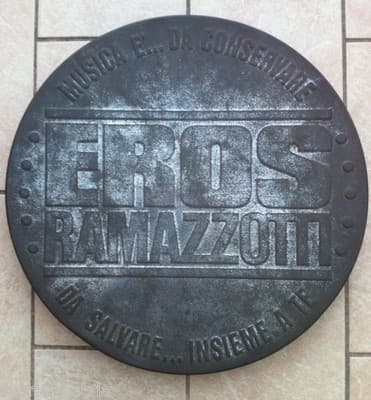 MUSICA E'... DA CONSERVARE
EROS
RAMAZZOTTI
DA SALVARE... INSIEME A TE